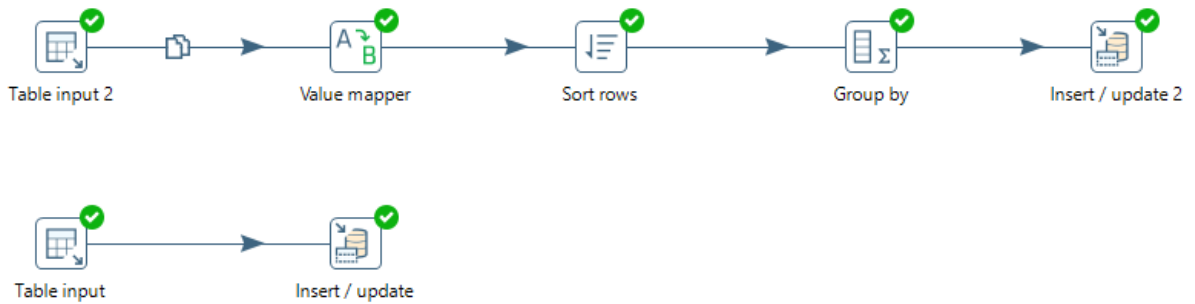 A
B
Σ
Table input 2
Value mapper
Sort rows
Group by
Insert / update 2
Table input
Insert / update